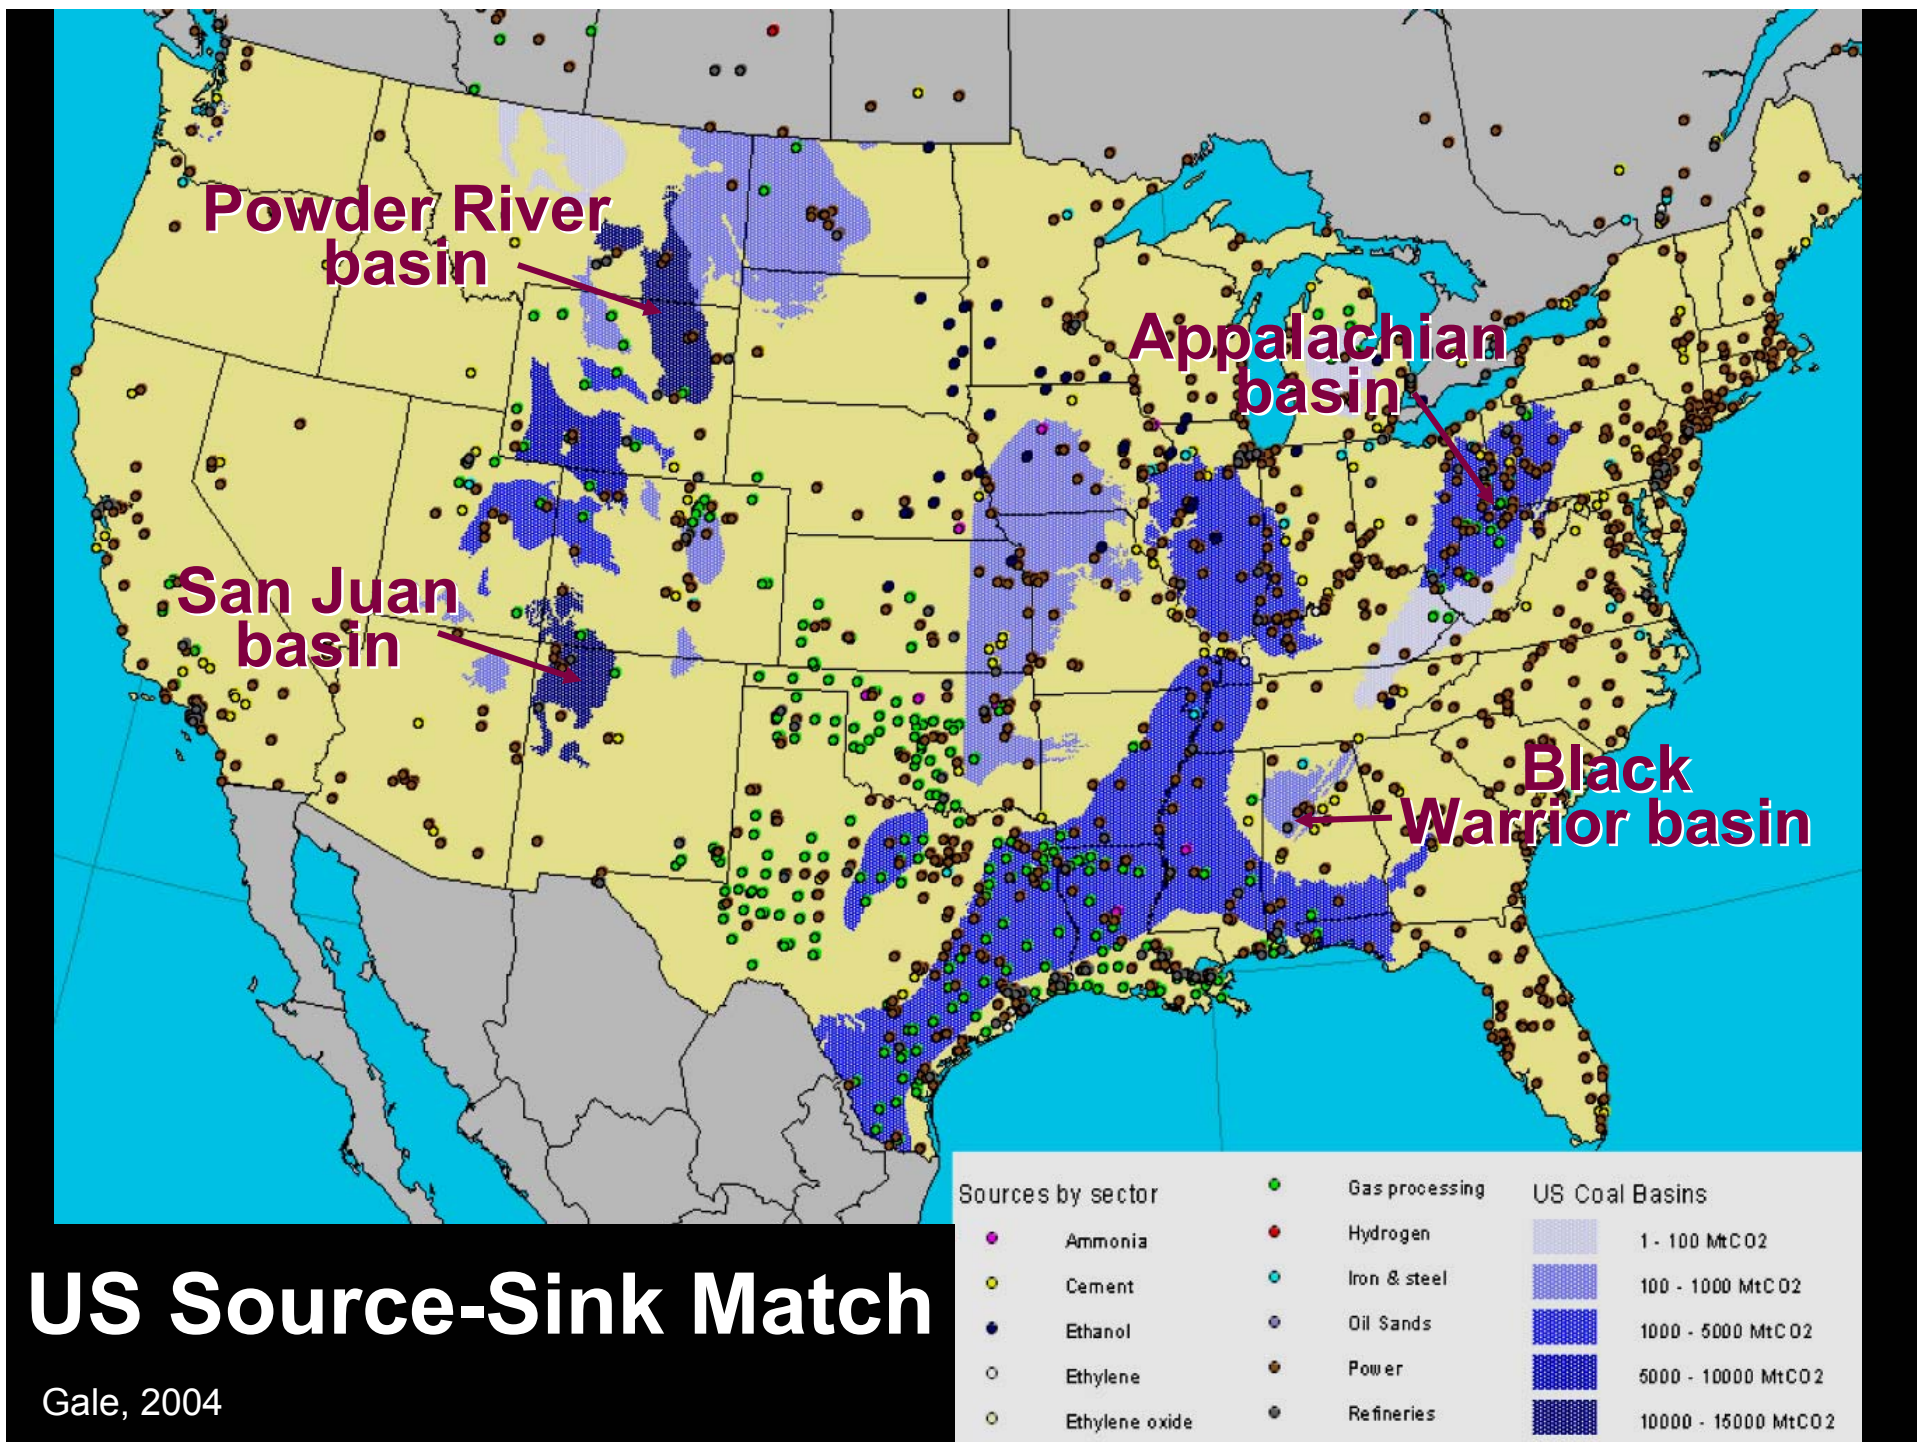 Powder River
basin
Appalachian
basin
San Juan
basin
Black
Warrior basin
US Source-Sink Match
Gale, 2004
Sources by sector
Ammonia
Cement
Ethanol
Ethylene
Ethylene oxide
Gas processing
Hydrogen
Iron & steel
Oil Sands
Power
Refineries
US Coal Basins
1 - 100 MtCO2
100 - 1000 MtCO2
1000 - 5000 MtCO2
5000 - 10000 MtCO2
10000 - 15000 MtCO2